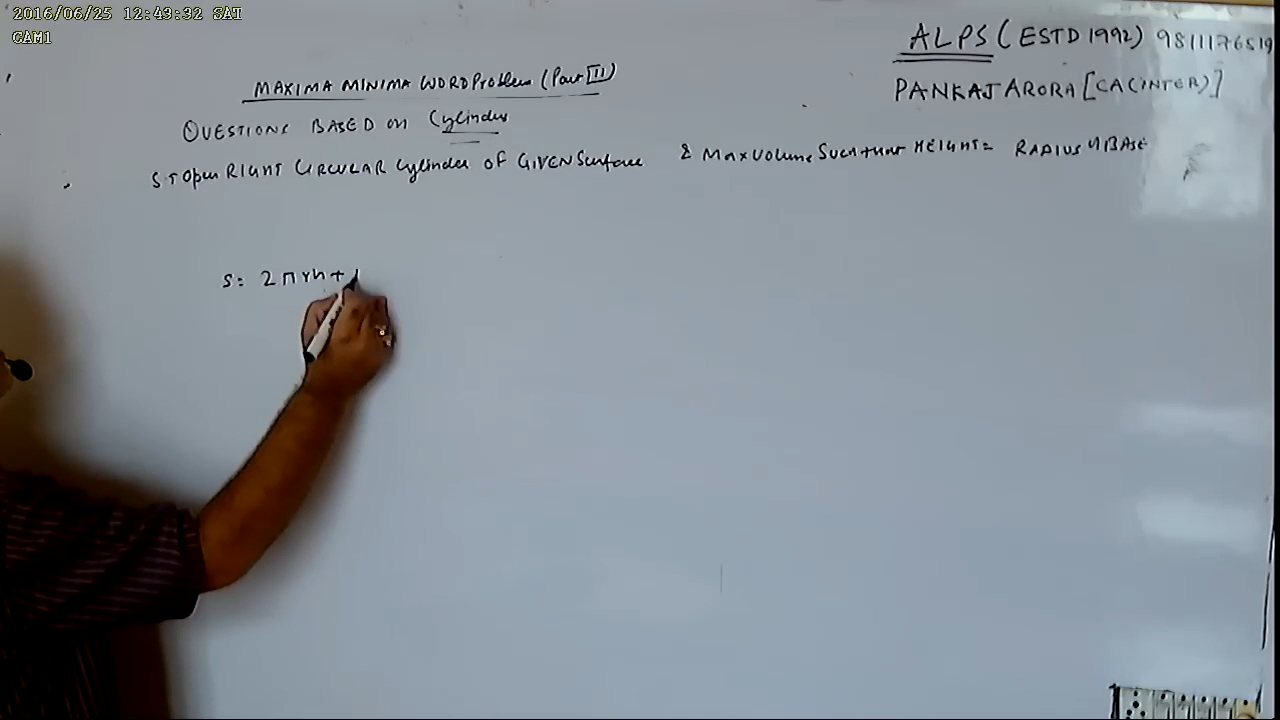 2016/06/25 12:43:32 SAT
CAM1
ALPS (ESTD 1992) 9811176519
PANKAJ ARORA [CA(INTER)]
MAXIMA MINIMA WORD Problem (Part III)
QUESTIONS BASED on Cylinder
S.T open RIGHT CIRCULAR Cylinder OF GIVEN Surface & Max Volume Such that HEIGHT = RADIUS of BASE
S = 2πrh +